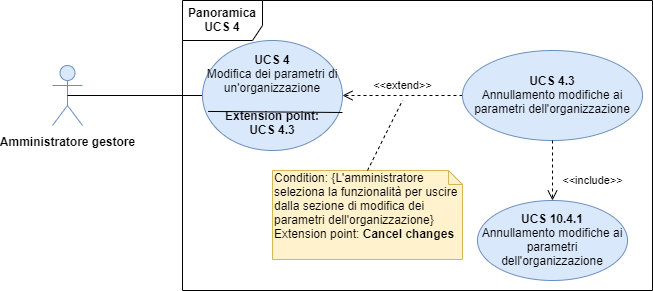 Panoramica
UCS 4
UCS 4
Modifica dei parametri di
un'organizzazione
Extension point:
UCS 4.3
<<extend>>
UCS 4.3
Annullamento modifiche ai
parametri dell'organizzazione
Amministratore gestore
Condition: {L'amministratore
seleziona la funzionalità per uscire
dalla sezione di modifica dei
parametri dell'organizzazione}
Extension point: Cancel changes
<<include>>
UCS 10.4.1
Annullamento modifiche ai
parametri
dell'organizzazione